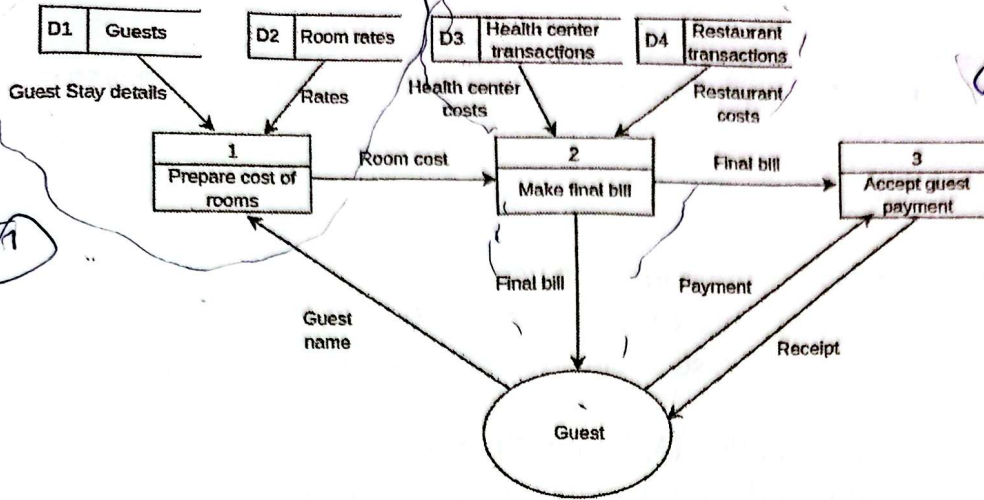 D1 Guests
D2 Room rates
D3 Health center
transactions
D4 Restaurant
transactions
Guest Stay details
Rates
Health center
costs
Restaurant
costs
1
Prepare cost of
rooms
Room cost
2
Make final bill
Final bill
3
Accept guest
payment
Final bill
Payment
Guest
name
Receipt
Guest